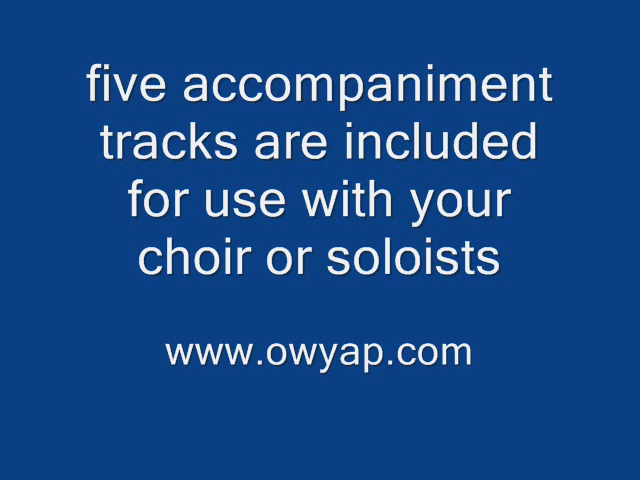 five accompaniment
tracks are included
for use with your
choir or soloists
www.owyap.com